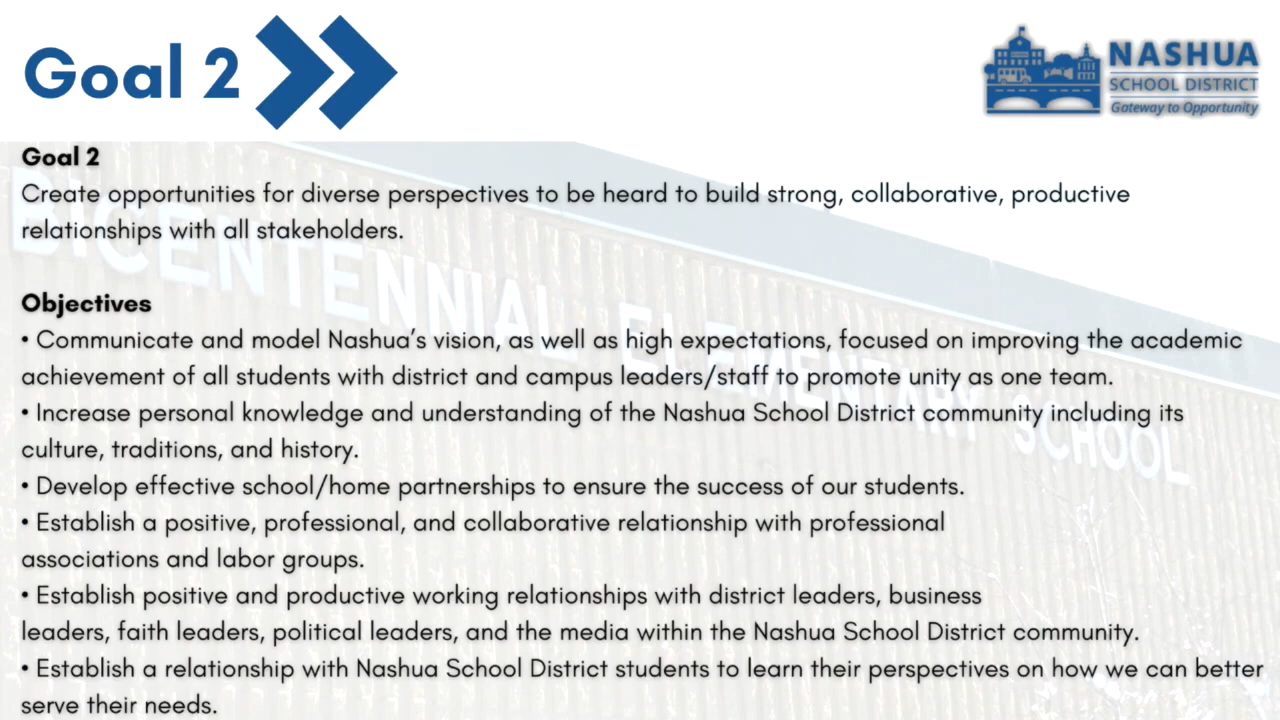 Goal 2
NASHUA
SCHOOL DISTRICT
Gateway to Opportunity
Goal 2
Create opportunities for diverse perspectives to be heard to build strong, collaborative, productive
relationships with all stakeholders.
Objectives
• Communicate and model Nashua's vision, as well as high expectations, focused on improving the academic
achievement of all students with district and campus leaders/staff to promote unity as one team.
• Increase personal knowledge and understanding of the Nashua School District community including its
culture, traditions, and history.
• Develop effective school/home partnerships to ensure the success of our students.
• Establish a positive, professional, and collaborative relationship with professional
associations and labor groups.
• Establish positive and productive working relationships with district leaders, business
leaders, faith leaders, political leaders, and the media within the Nashua School District community.
• Establish a relationship with Nashua School District students to learn their perspectives on how we can better
serve their needs.
BICENTENNIAL ELEMENTARY SCHOOL